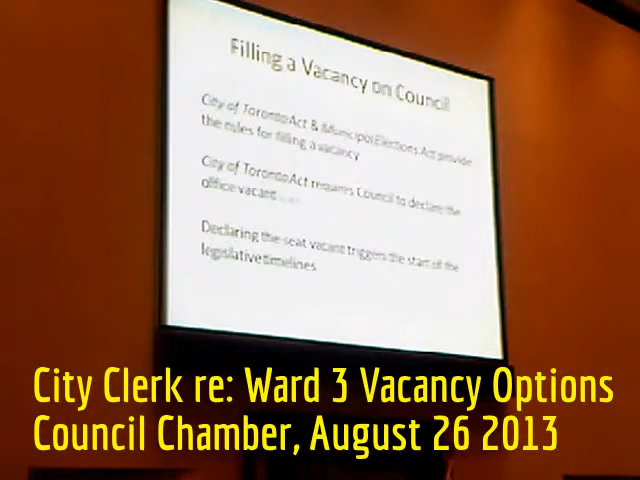 Filling a Vacancy on Council
City of Toronto Act & Municipal Elections Act provide
the rules for filling a vacancy
City of Toronto Act requires Council to declare the
office vacant
Declaring the seat vacant triggers the start of the
legislative timelines
City Clerk re: Ward 3 Vacancy Options
Council Chamber, August 26 2013